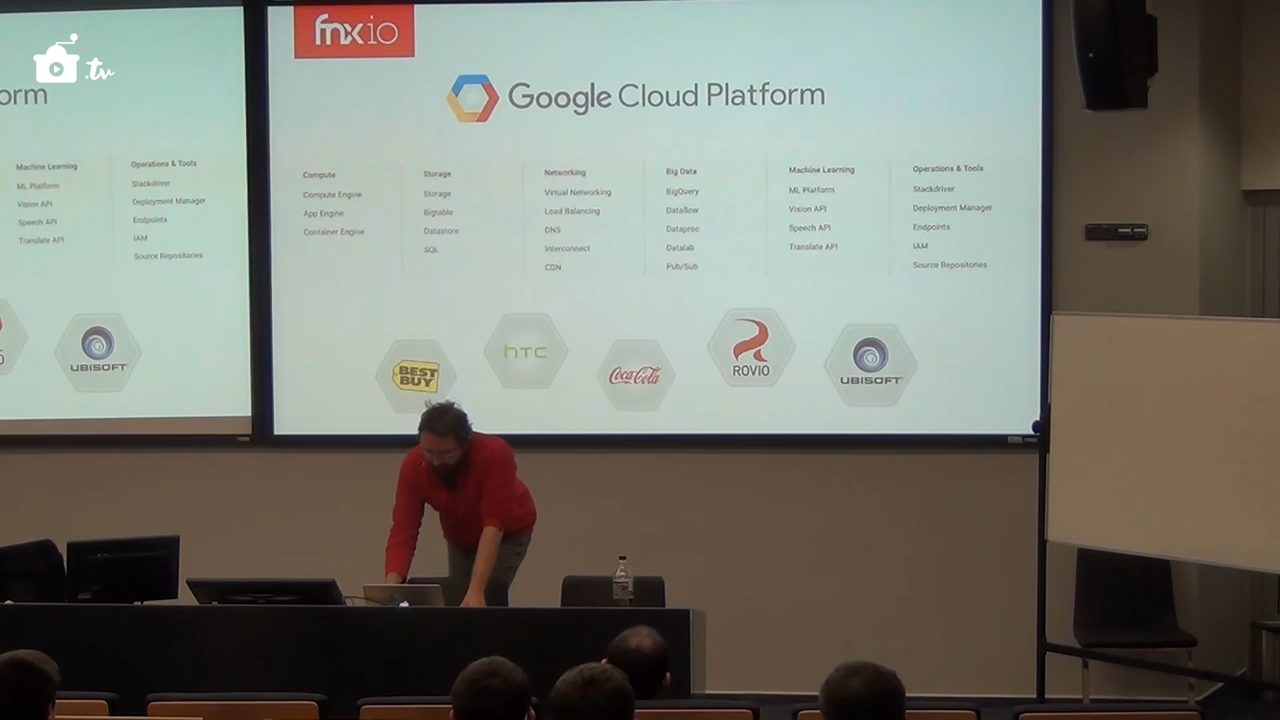 .tv
orm
Machine Learning
ML Platform
Vision API
Speech API
Translate API
Operations & Tools
Stackdriver
Deployment Manager
Endpoints
IAM
Source Repositories
UBISOFT
fnxio
Google Cloud Platform
Compute
Compute Engine
App Engine
Container Engine
Storage
Storage
Bigtable
Datastore
SQL
Networking
Virtual Networking
Load Balancing
DNS
Interconnect
CDN
Big Data
BigQuery
Dataflow
Dataproc
Datalab
Pub/Sub
Machine Learning
ML Platform
Vision API
Speech API
Translate API
Operations & Tools
Stackdriver
Deployment Manager
Endpoints
IAM
Source Repositories
BEST
BUY
hTC
Coca-Cola
ROVIO
UBISOFT